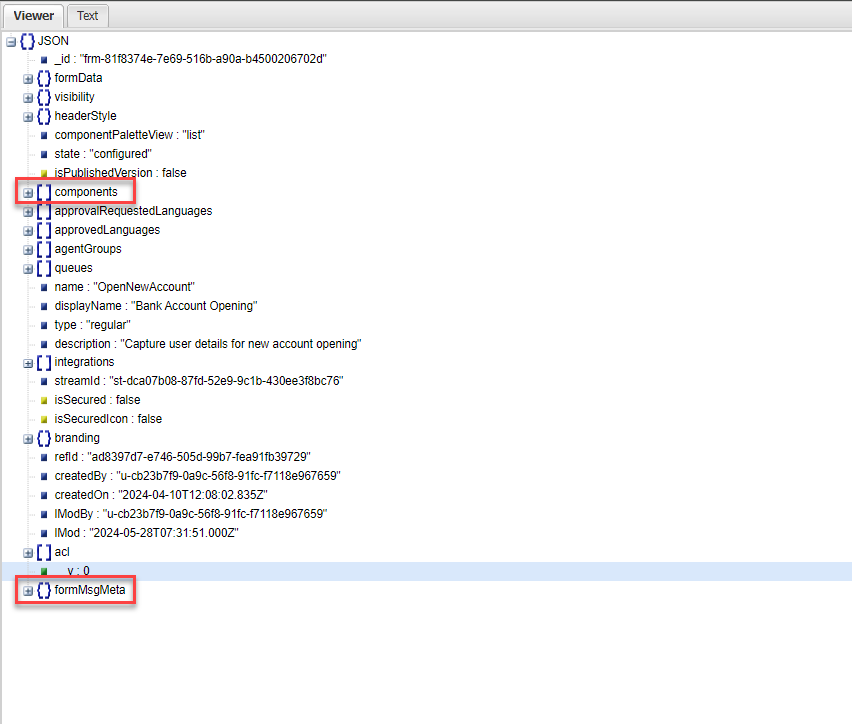 Viewer Text
JSON
_id : "frm-81f8374e-7e69-516b-a90a-b4500206702d"
formData
visibility
headerStyle
componentPaletteView : "list"
state : "configured"
isPublishedVersion : false
components
approvalRequestedLanguages
approvedLanguages
agentGroups
queues
name : "OpenNewAccount"
displayName : "Bank Account Opening"
type : "regular"
description : "Capture user details for new account opening"
integrations
streamId : "st-dca07b08-87fd-52e9-9c1b-430ee3f8bc76"
isSecured : false
isSecuredIcon : false
branding
refId : "ad8397d7-e746-505d-99b7-fea91fb39729"
createdBy : "u-cb23b7f9-0a9c-56f8-91fc-f7118e967659"
createdOn : "2024-04-10T12:08:02.835Z"
lModBy : "u-cb23b7f9-0a9c-56f8-91fc-f7118e967659"
lMod : "2024-05-28T07:31:51.000Z"
acl
__v : 0
formMsgMeta